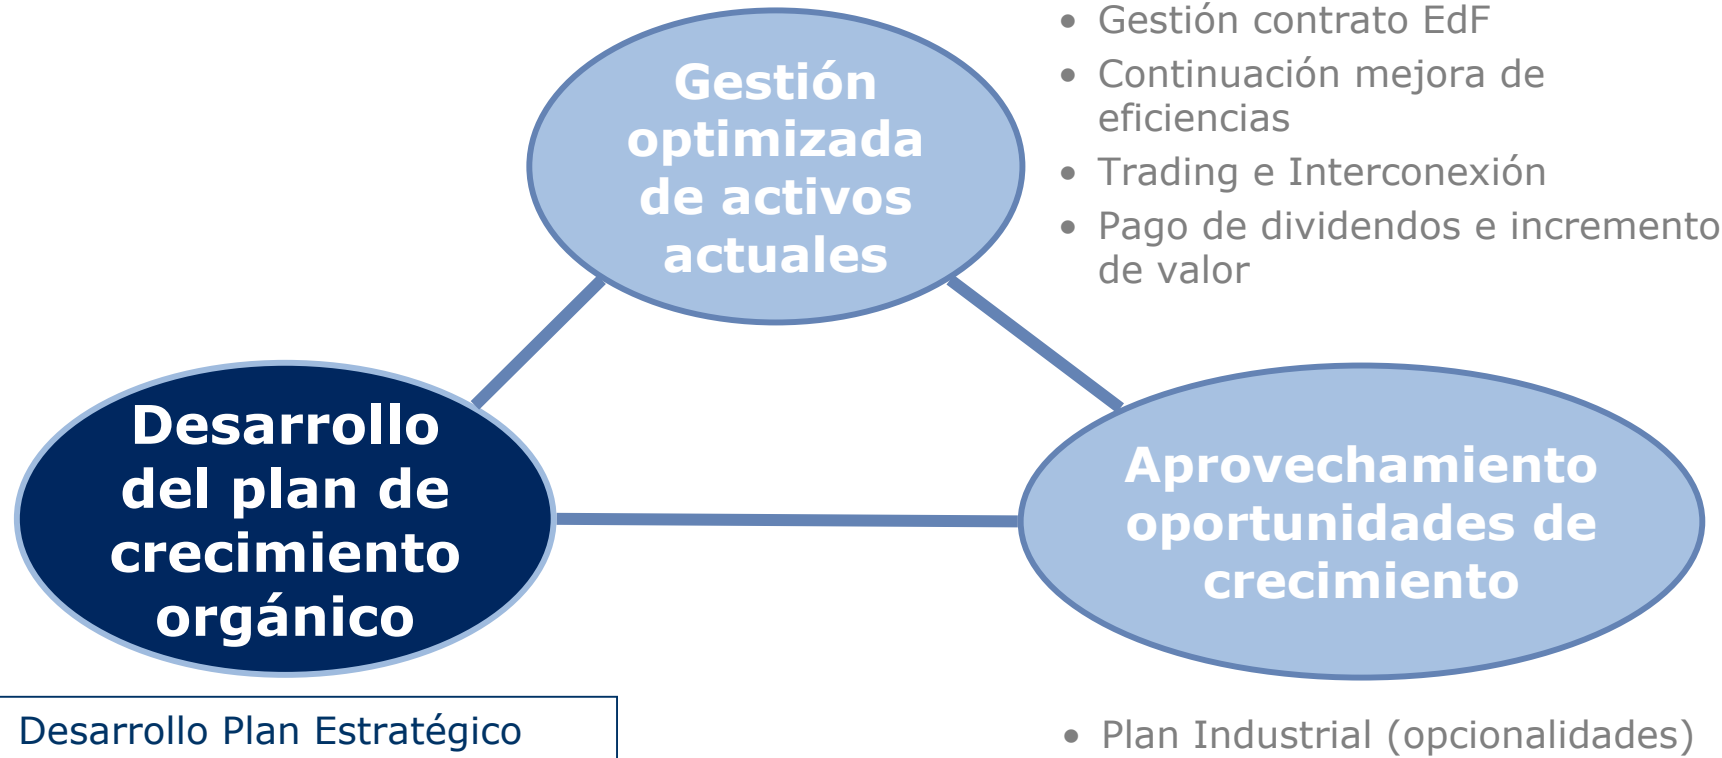 Gestión
optimizada
de activos
actuales
• Gestión contrato EdF
• Continuación mejora de
eficiencias
• Trading e Interconexión
• Pago de dividendos e incremento
de valor
Desarrollo
del plan de
crecimiento
orgánico
Aprovechamiento
oportunidades de
crecimiento
Desarrollo Plan Estratégico
• Plan Industrial (opcionalidades)